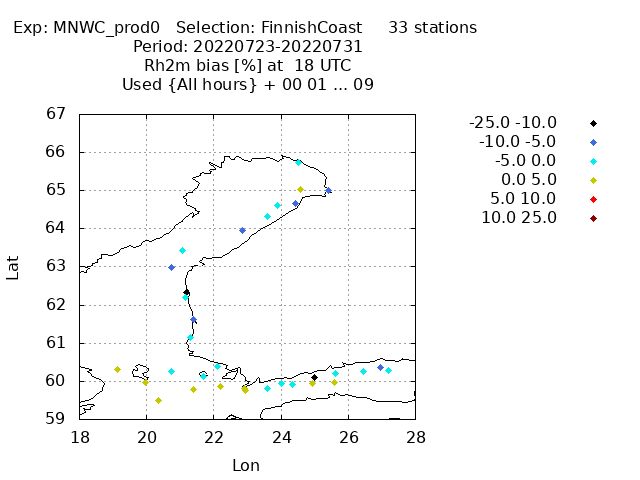 Exp: MNWC_prod0 Selection: FinnishCoast 33 stations
Period: 20220723-20220731
Rh2m bias [%] at 18 UTC
Used {All hours} + 00 01 ... 09
67
66
65
64
63
62
61
60
59
18 20 22 24 26 28
Lat
Lon
-25.0 -10.0
-10.0 -5.0
-5.0 0.0
0.0 5.0
5.0 10.0
10.0 25.0